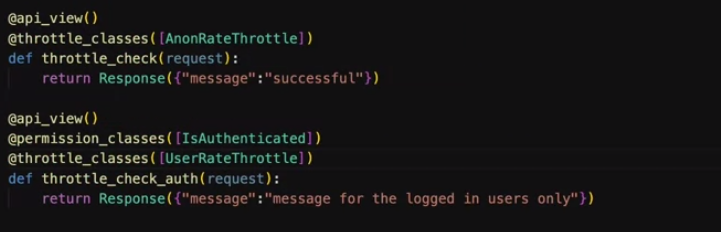 @api_view()
@throttle_classes([AnonRateThrottle])
def throttle_check(request):
    return Response({"message":"successful"})

@api_view()
@permission_classes([IsAuthenticated])
@throttle_classes([UserRateThrottle])
def throttle_check_auth(request):
    return Response({"message":"message for the logged in users only"})